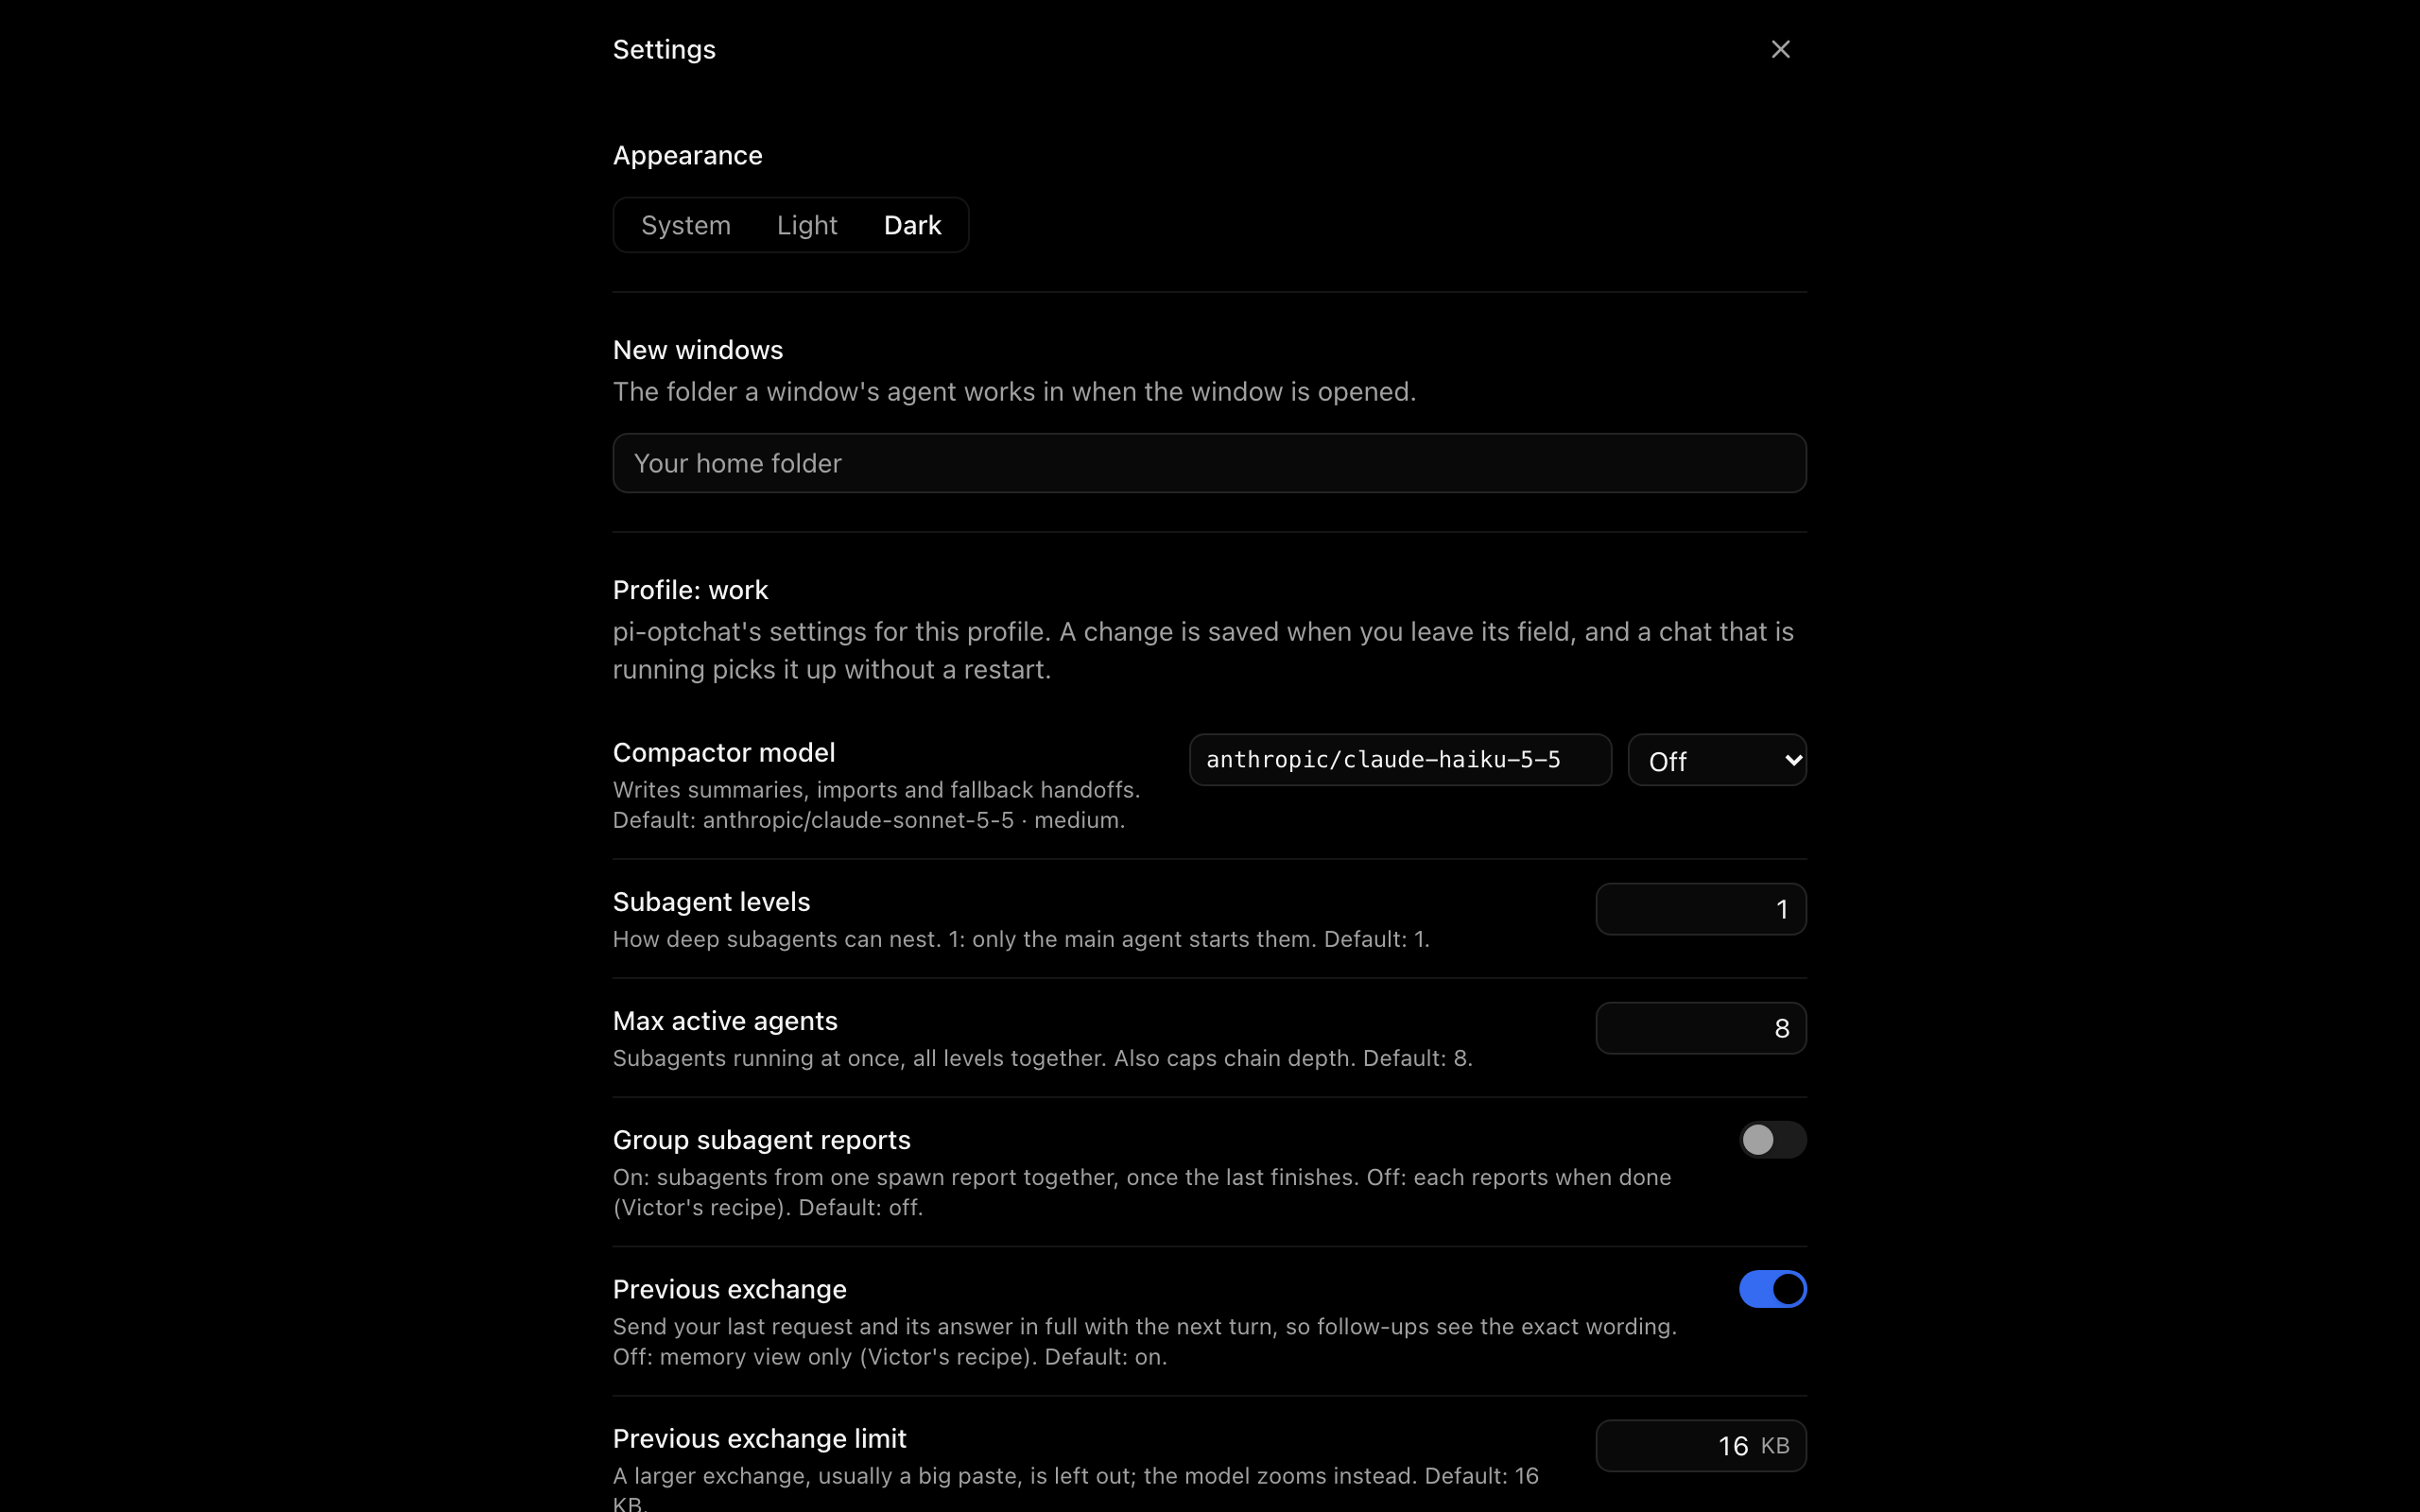 Settings
Appearance
System Light Dark
New windows
The folder a window's agent works in when the window is opened.
Your home folder
Profile: work
pi-optchat's settings for this profile. A change is saved when you leave its field, and a chat that is
running picks it up without a restart.
Compactor model
anthropic/claude-haiku-5-5 Off
Writes summaries, imports and fallback handoffs.
Default: anthropic/claude-sonnet-5-5 · medium.
Subagent levels
1
How deep subagents can nest. 1: only the main agent starts them. Default: 1.
Max active agents
8
Subagents running at once, all levels together. Also caps chain depth. Default: 8.
Group subagent reports
On: subagents from one spawn report together, once the last finishes. Off: each reports when done
(Victor's recipe). Default: off.
Previous exchange
Send your last request and its answer in full with the next turn, so follow-ups see the exact wording.
Off: memory view only (Victor's recipe). Default: on.
Previous exchange limit
16 KB
A larger exchange, usually a big paste, is left out; the model zooms instead. Default: 16
KB.